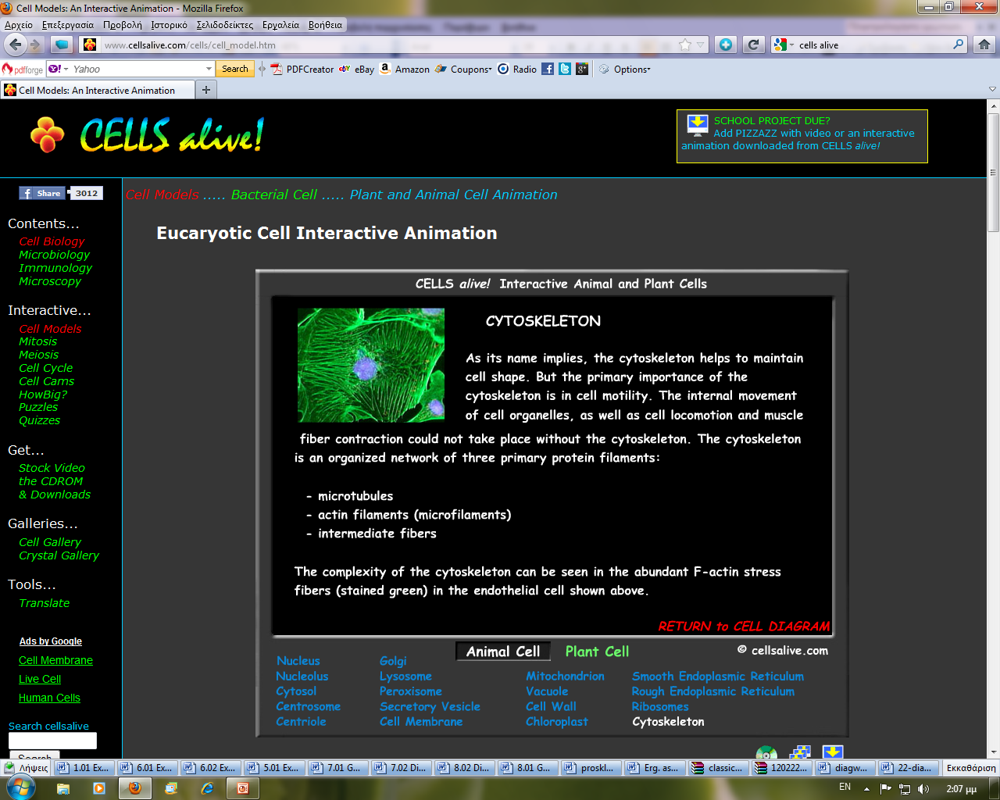 Cell Models: An Interactive Animation - Mozilla Firefox
Αρχείο Επεξεργασία Προβολή Ιστορικό Σελιδοδείκτες Εργαλεία Βοήθεια
www.cellsalive.com/cells/cell_model.htm
cells alive
pdfforge
Yahoo
Search
PDFCreator eBay Amazon Coupons Radio Options
Cell Models: An Interactive Animation
CELLS alive!
SCHOOL PROJECT DUE?
Add PIZZAZZ with video or an interactive
animation downloaded from CELLS alive!
Share 3012
Cell Models ..... Bacterial Cell ..... Plant and Animal Cell Animation
Contents...
Cell Biology
Microbiology
Immunology
Microscopy
Interactive...
Cell Models
Mitosis
Meiosis
Cell Cycle
Cell Cams
HowBig?
Puzzles
Quizzes
Get...
Stock Video
the CDROM
& Downloads
Galleries...
Cell Gallery
Crystal Gallery
Tools...
Translate
Ads by Google
Cell Membrane
Live Cell
Human Cells
Search cellsalive
Search
Eucaryotic Cell Interactive Animation
CELLS alive! Interactive Animal and Plant Cells
CYTOSKELETON
As its name implies, the cytoskeleton helps to maintain
cell shape. But the primary importance of the
cytoskeleton is in cell motility. The internal movement
of cell organelles, as well as cell locomotion and muscle
fiber contraction could not take place without the cytoskeleton. The cytoskeleton
is an organized network of three primary protein filaments:
- microtubules
- actin filaments (microfilaments)
- intermediate fibers
The complexity of the cytoskeleton can be seen in the abundant F-actin stress
fibers (stained green) in the endothelial cell shown above.
RETURN to CELL DIAGRAM
Animal Cell Plant Cell © cellsalive.com
Nucleus
Nucleolus
Cytosol
Centrosome
Centriole
Golgi
Lysosome
Peroxisome
Secretory Vesicle
Cell Membrane
Mitochondrion
Vacuole
Cell Wall
Chloroplast
Smooth Endoplasmic Reticulum
Rough Endoplasmic Reticulum
Ribosomes
Cytoskeleton
Λήψεις 1.01 Ex... 6.01 Ex... 6.02 Ex... 5.01 Ex... 7.01 G... 7.02 Di... 8.02 Di... 8.01 G... proskl... Erg. as... classic... 120222... diagw... 22-dia... Εκκαθάριση
EN 2:07 μμ